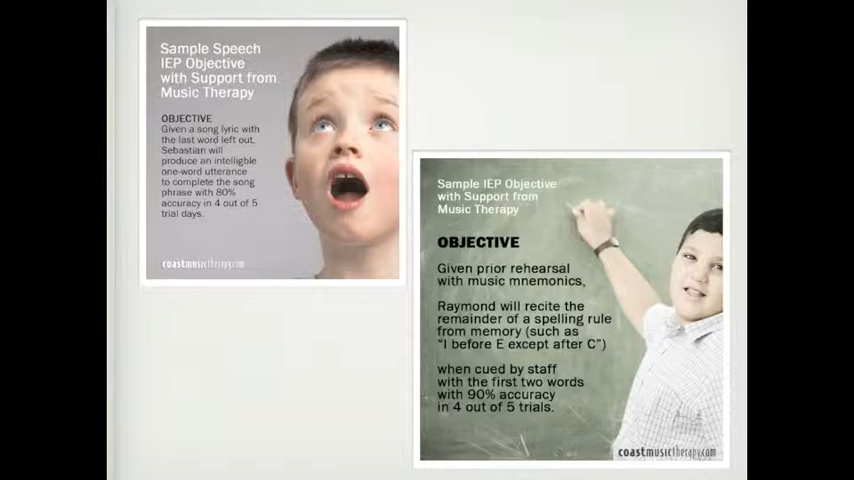 Sample Speech
IEP Objective
with Support from
Music Therapy
OBJECTIVE
Given a song lyric with
the last word left out,
Sebastian will
produce an intelligble
one-word utterance
to complete the song
phrase with 80%
accuracy in 4 out of 5
trial days.
coastmusictherapy.com
Sample IEP Objective
with Support from
Music Therapy
OBJECTIVE
Given prior rehearsal
with music mnemonics,
Raymond will recite the
remainder of a spelling rule
from memory (such as
“I before E except after C”)
when cued by staff
with the first two words
with 90% accuracy
in 4 out of 5 trials.
coastmusictherapy.com